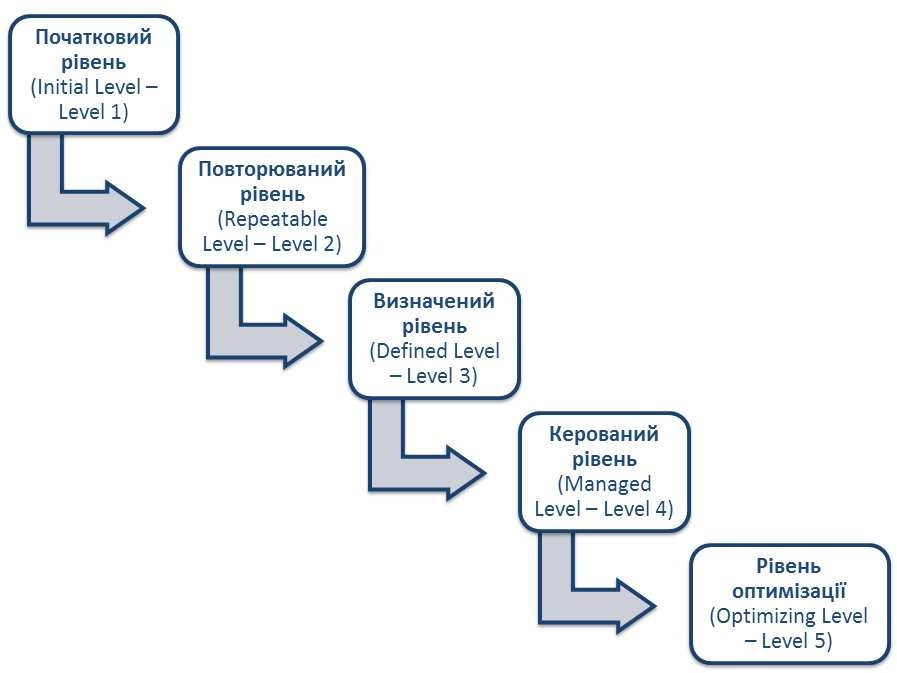 Початковий
рівень
(Initial Level –
Level 1)
Повторюваний
рівень
(Repeatable
Level – Level 2)
Визначений
рівень
(Defined Level
– Level 3)
Керований
рівень
(Managed
Level – Level 4)
Рівень
оптимізації
(Optimizing Level
– Level 5)